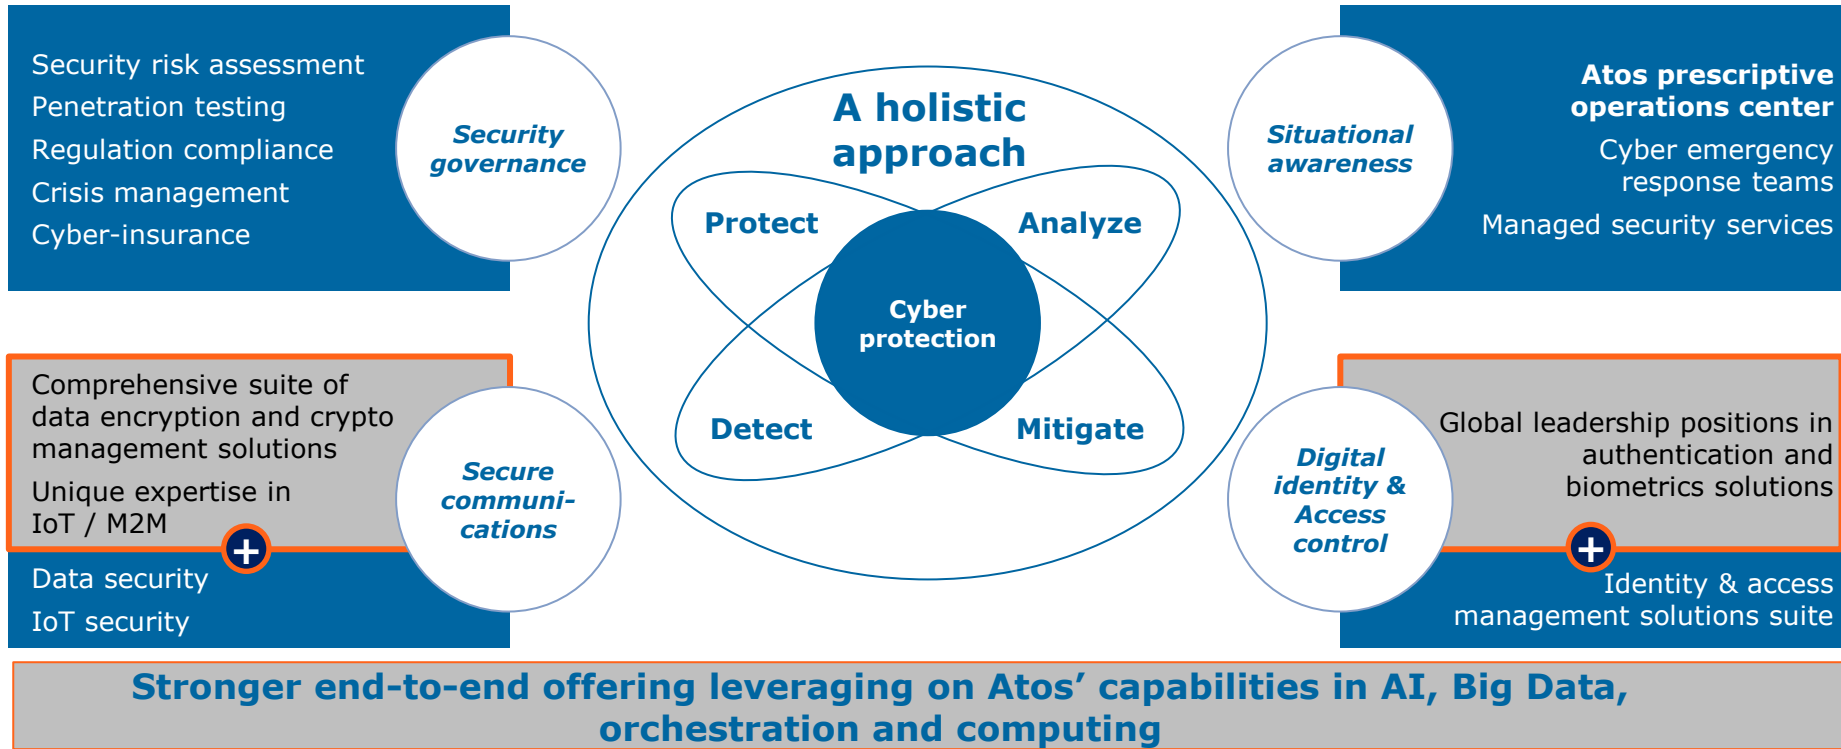 Security risk assessment
Penetration testing
Regulation compliance
Crisis management
Cyber-insurance
Security
governance
A holistic
approach
Protect
Analyze
Cyber
protection
Detect
Mitigate
Situational
awareness
Atos prescriptive
operations center
Cyber emergency
response teams
Managed security services
Comprehensive suite of
data encryption and crypto
management solutions
Unique expertise in
IoT / M2M
+
Data security
IoT security
Secure
communi-
cations
Digital
identity &
Access
control
Global leadership positions in
authentication and
biometrics solutions
+
Identity & access
management solutions suite
Stronger end-to-end offering leveraging on Atos’ capabilities in AI, Big Data,
orchestration and computing